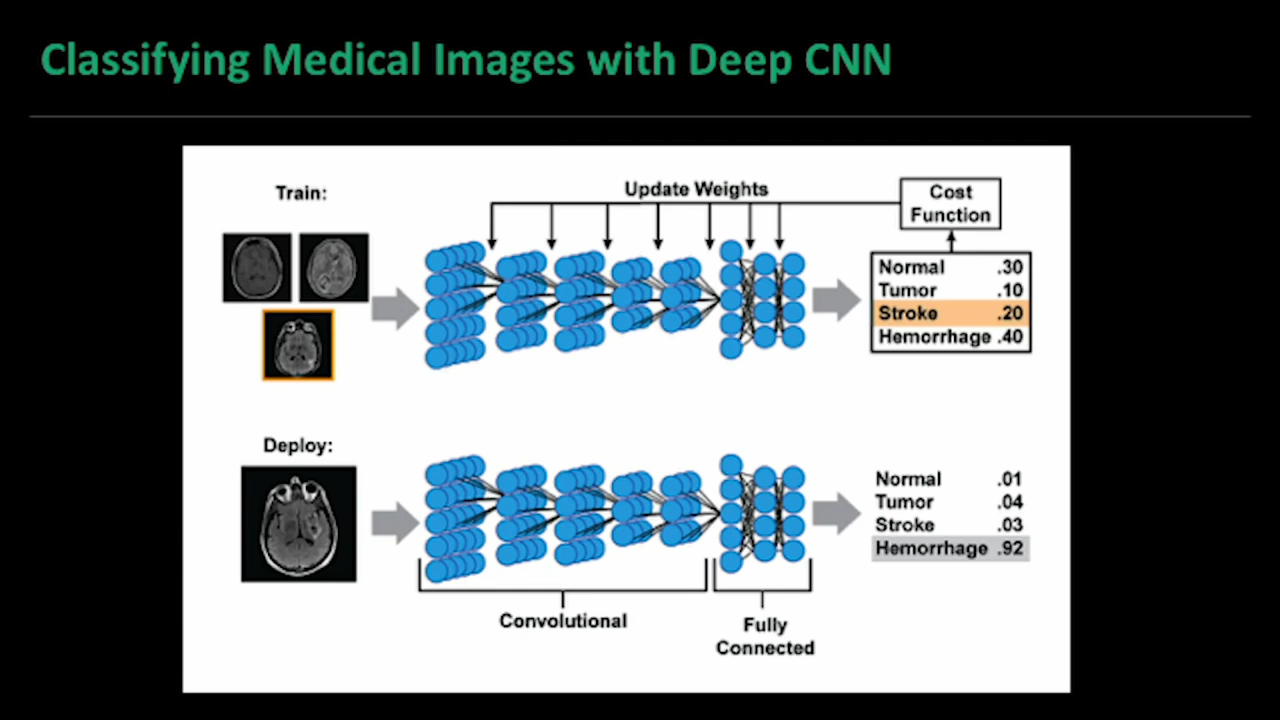 Classifying Medical Images with Deep CNN
Train:
Update Weights
Cost
Function
Normal .30
Tumor .10
Stroke .20
Hemorrhage .40
Deploy:
Normal .01
Tumor .04
Stroke .03
Hemorrhage .92
Convolutional
Fully
Connected